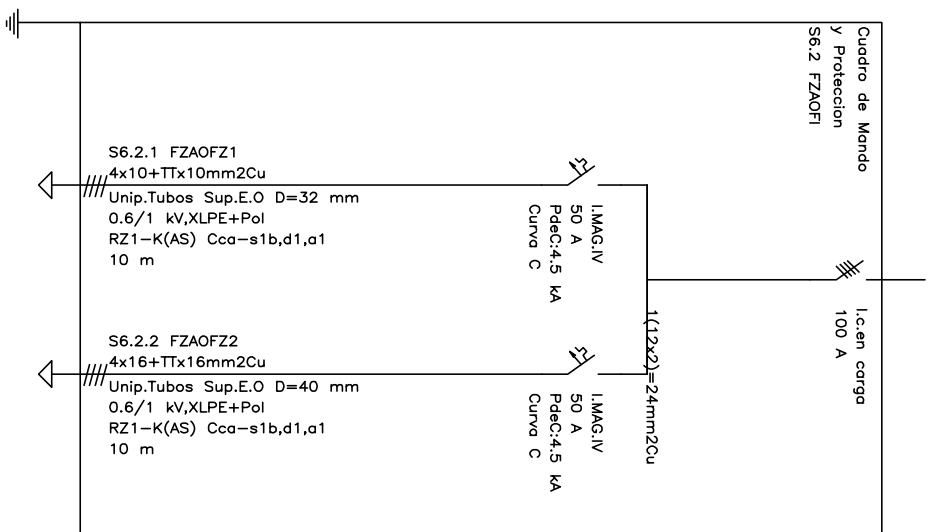 Cuadro de Mando
y Proteccion
S6.2 FZAOFI
I.c.en carga
100 A
1(12x2)=24mm2Cu
S6.2.1 FZAOFZ1
4x10+TTx10mm2Cu
Unip.Tubos Sup.E.O D=32 mm
0.6/1 kV,XLPE+Pol
RZ1-K(AS) Cca-s1b,d1,a1
10 m
I.MAG.IV
50 A
PdeC:4.5 kA
Curva C
S6.2.2 FZAOFZ2
4x16+TTx16mm2Cu
Unip.Tubos Sup.E.O D=40 mm
0.6/1 kV,XLPE+Pol
RZ1-K(AS) Cca-s1b,d1,a1
10 m
I.MAG.IV
50 A
PdeC:4.5 kA
Curva C